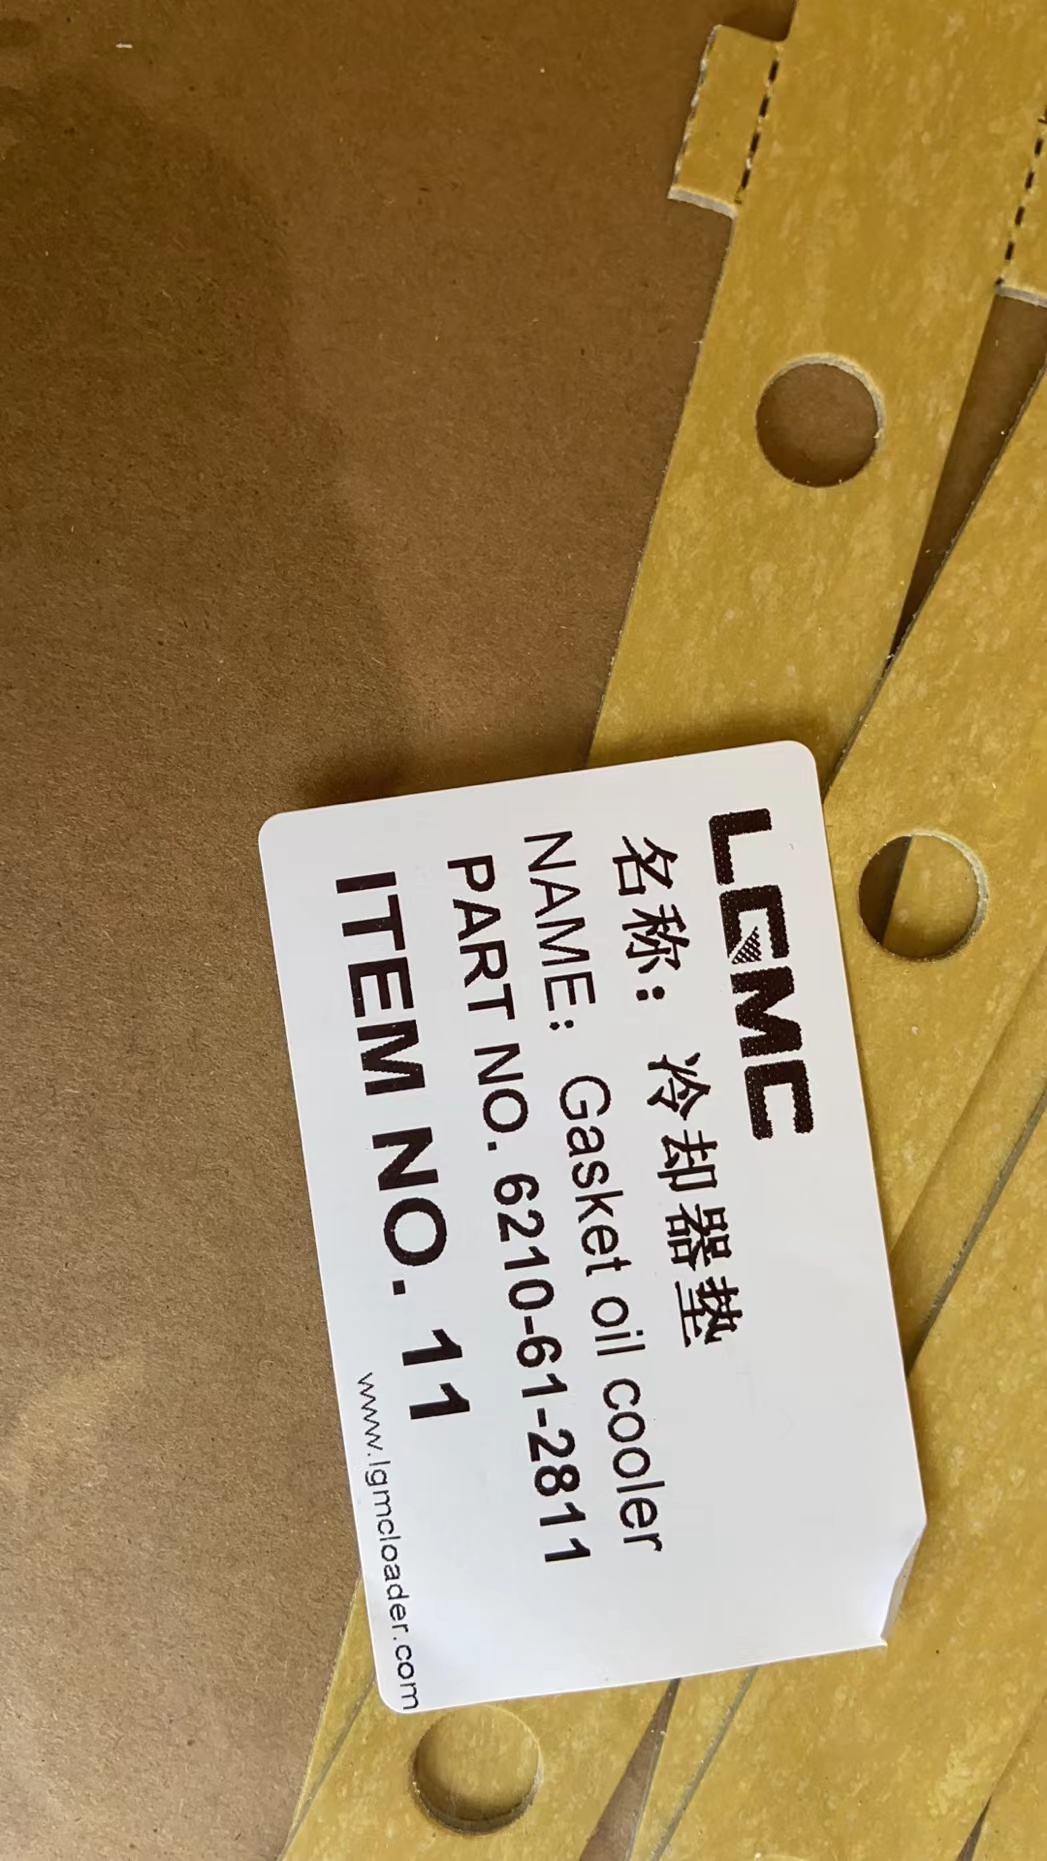 LGMC
名称： 冷却器垫
NAME： Gasket oil cooler
PART NO. 6210-61-2811
ITEM NO. 11
www.lgmcloader.com